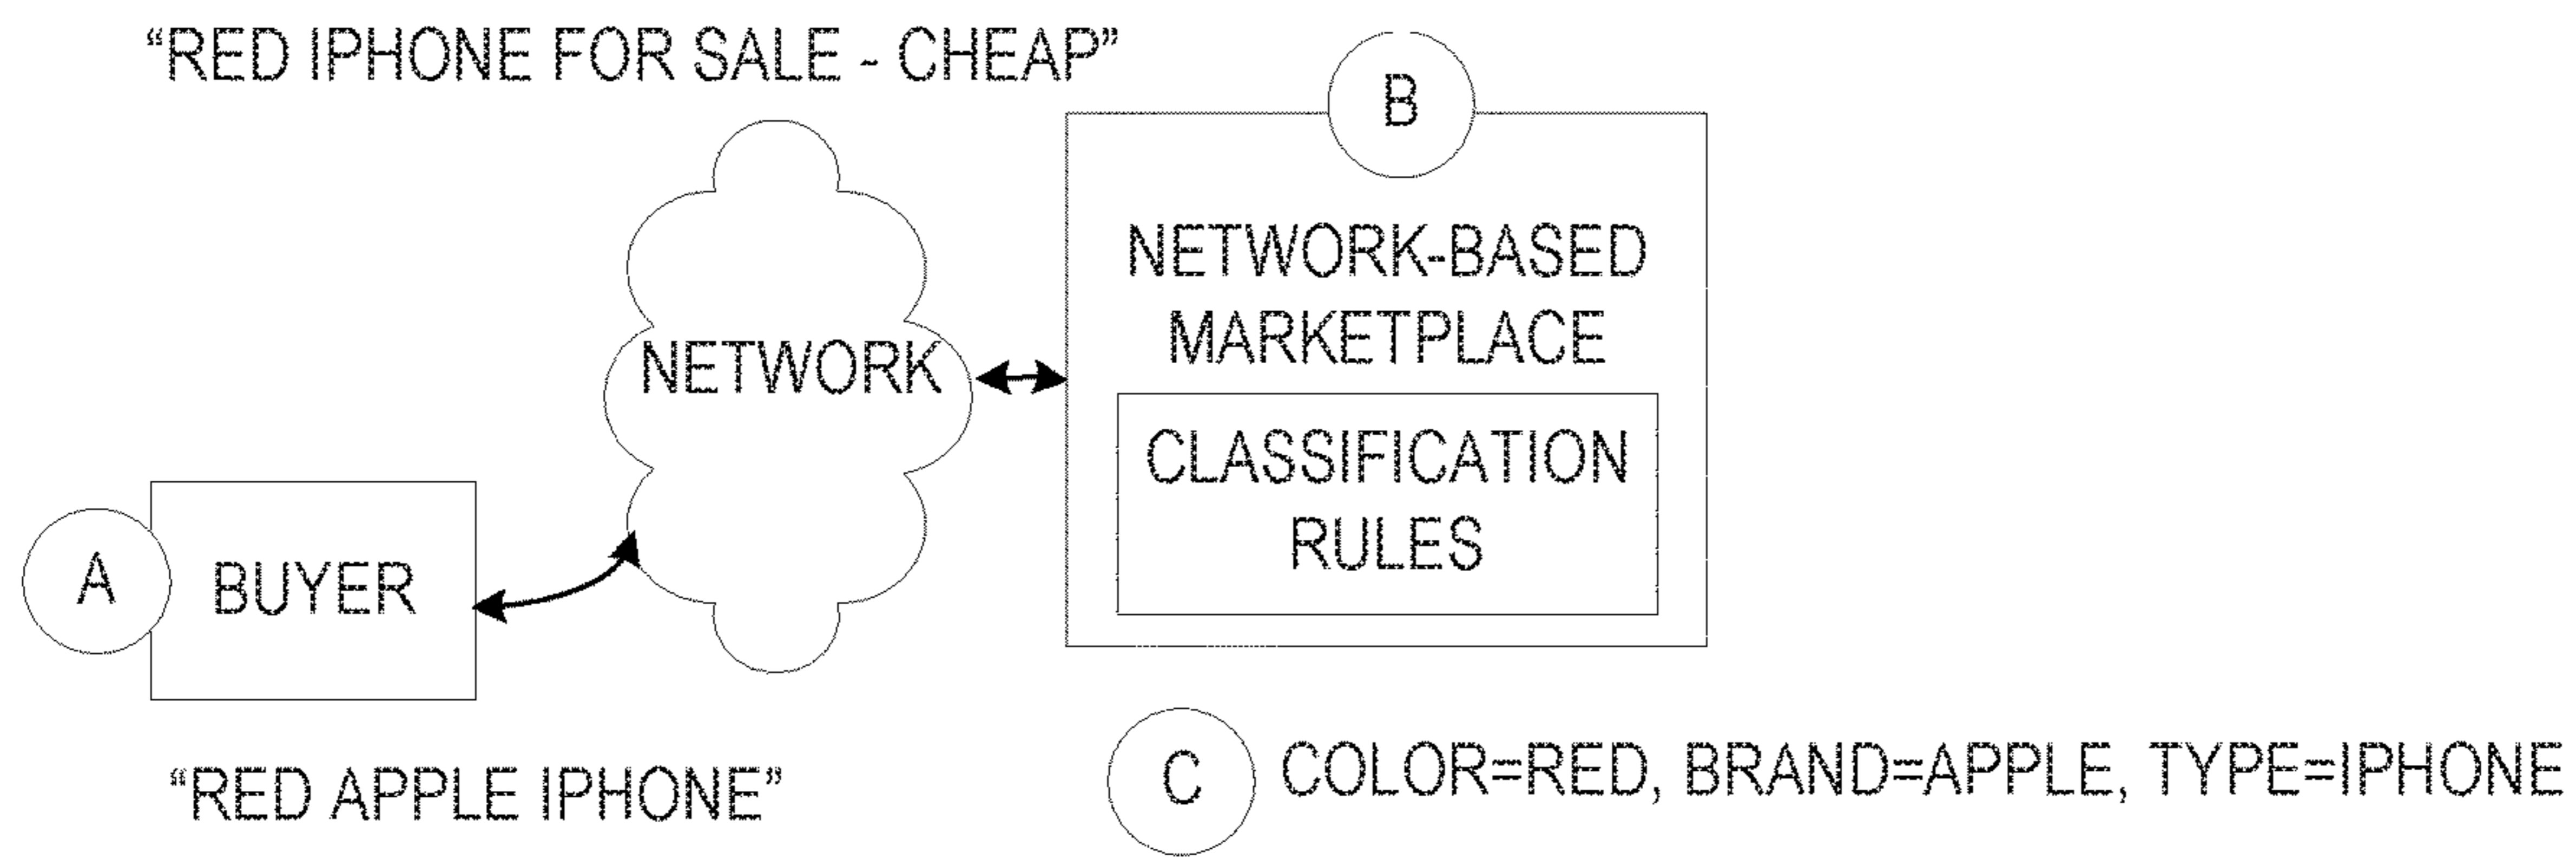 “RED IPHONE FOR SALE - CHEAP”
B
NETWORK-BASED
MARKETPLACE
NETWORK
CLASSIFICATION
RULES
A
BUYER
“RED APPLE IPHONE”
C
COLOR=RED, BRAND=APPLE, TYPE=IPHONE